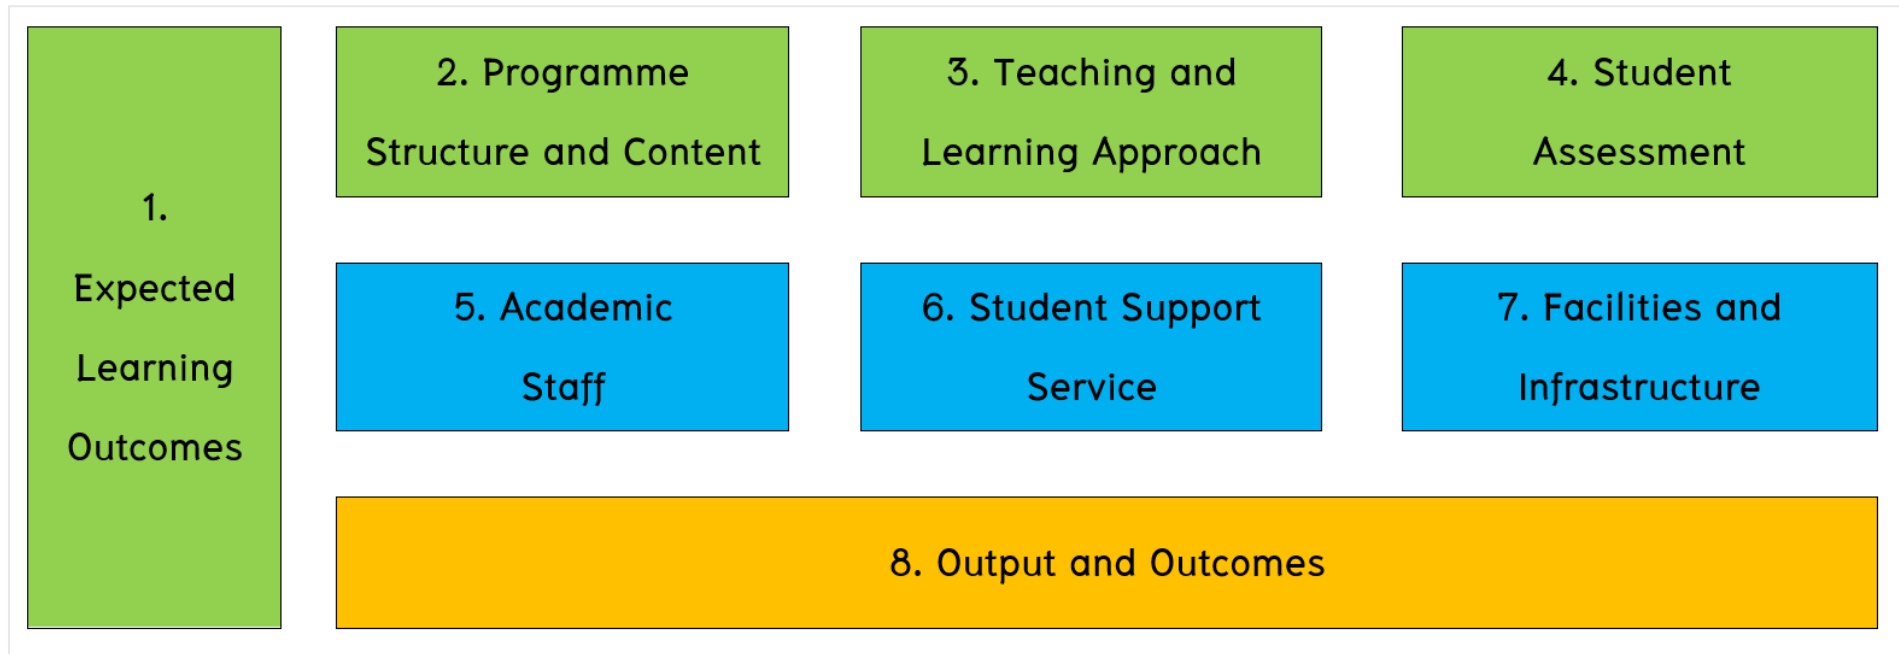 1.
Expected
Learning
Outcomes
2. Programme
Structure and Content
3. Teaching and
Learning Approach
4. Student
Assessment
5. Academic
Staff
6. Student Support
Service
7. Facilities and
Infrastructure
8. Output and Outcomes